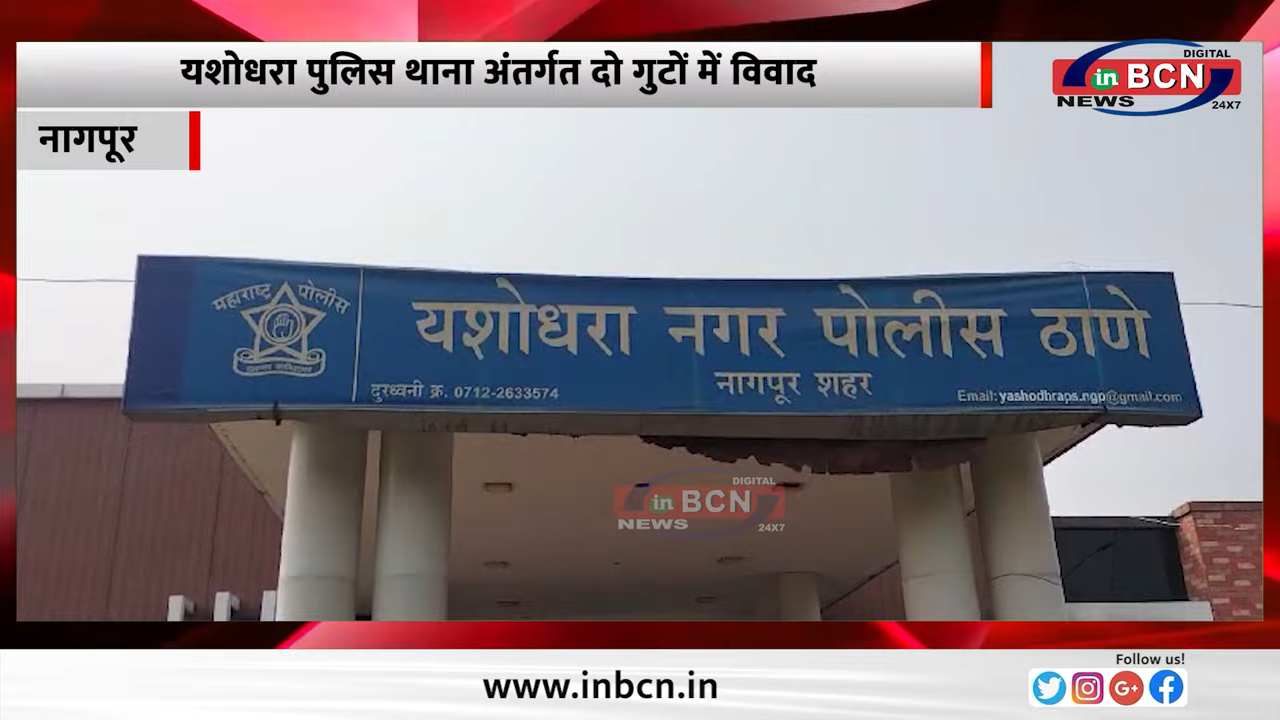 यशोधरा पुलिस थाना अंतर्गत दो गुटों में विवाद
DIGITAL
in BCN
NEWS 24X7
नागपूर
महाराष्ट्र पोलीस
यशोधरा नगर पोलीस ठाणे
नागपूर शहर
दुरध्वनी क्र. 0712-2633574
Email: yashodhraps.ngp@gmail.com
DIGITAL
in BCN
NEWS 24X7
Follow us!
www.inbcn.in